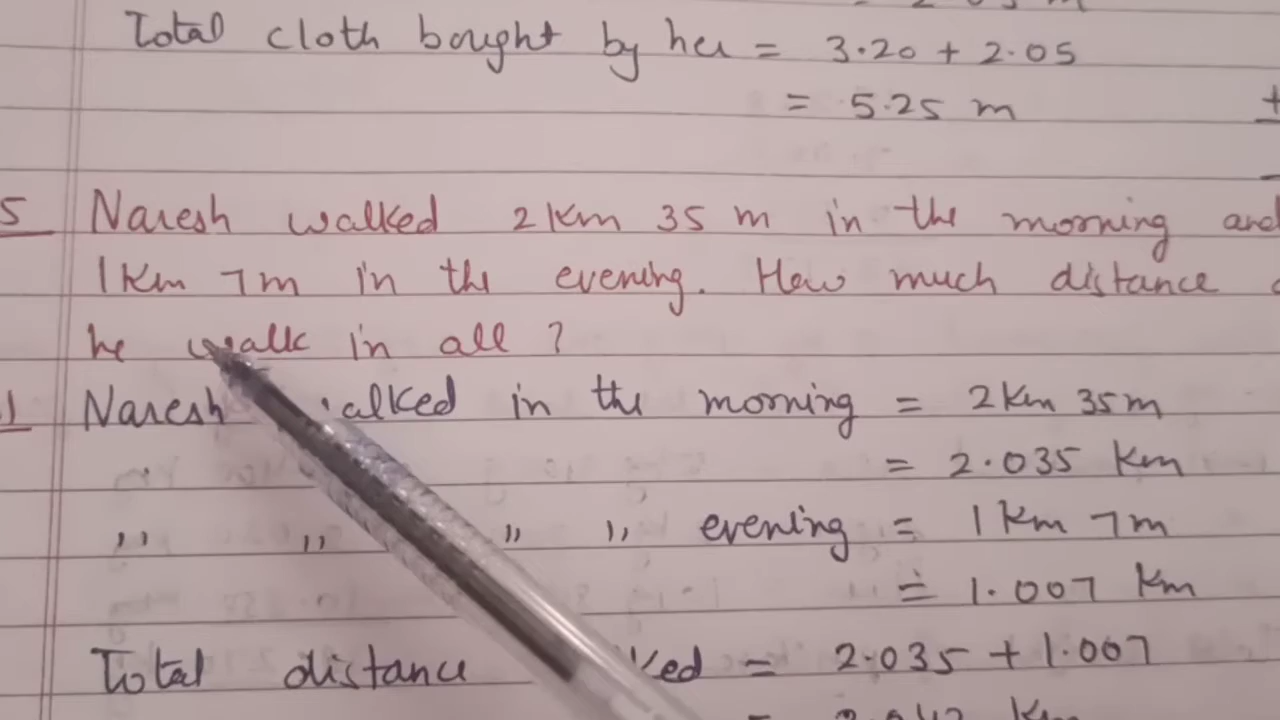 Total cloth bought by her = 3.20 + 2.05
= 5.25 m +
5 Naresh walked 2 Km 35 m in the morning and
1 Km 7 m in the evening. How much distance
he walk in all ?
Naresh walked in the morning = 2 Km 35 m
= 2.035 Km
,, ,, ,, ,, evening = 1 Km 7 m
= 1.007 Km
Total distance = 2.035 + 1.007
Km